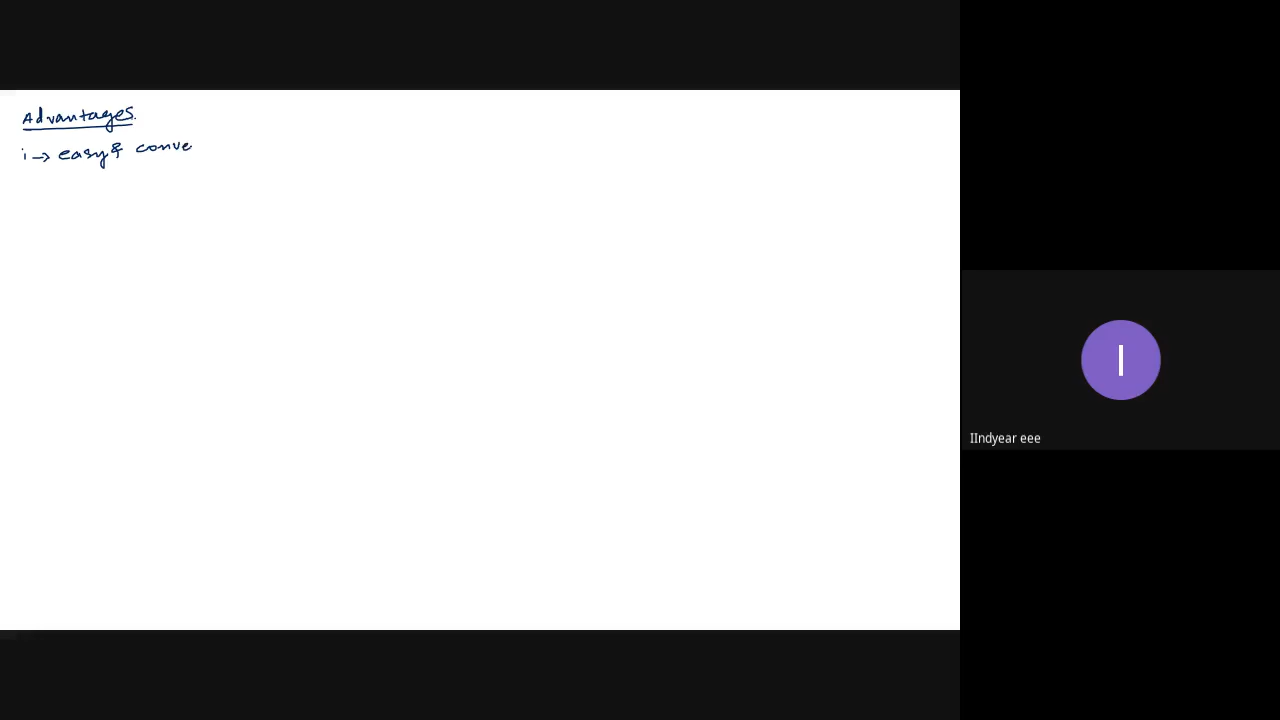 Advantages.
i → easy & conve
I
IIndyear eee